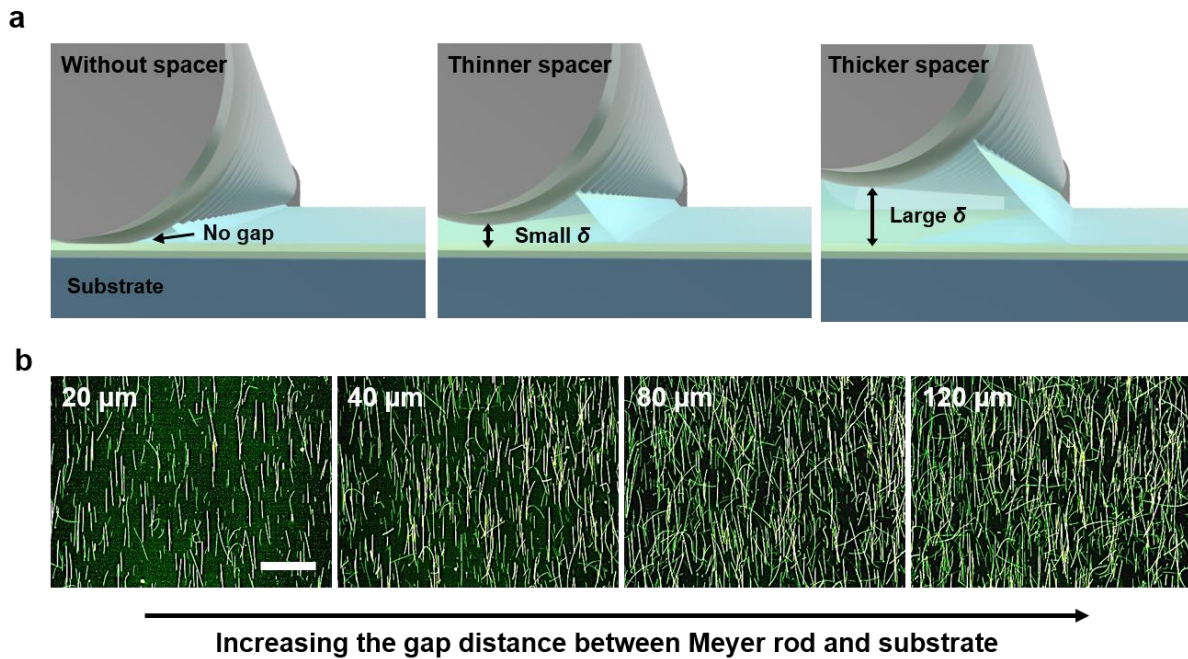 a
Without spacer
Thinner spacer
Thicker spacer
No gap
Small δ
Large δ
Substrate
b
20 µm
40 µm
80 µm
120 µm
Increasing the gap distance between Meyer rod and substrate